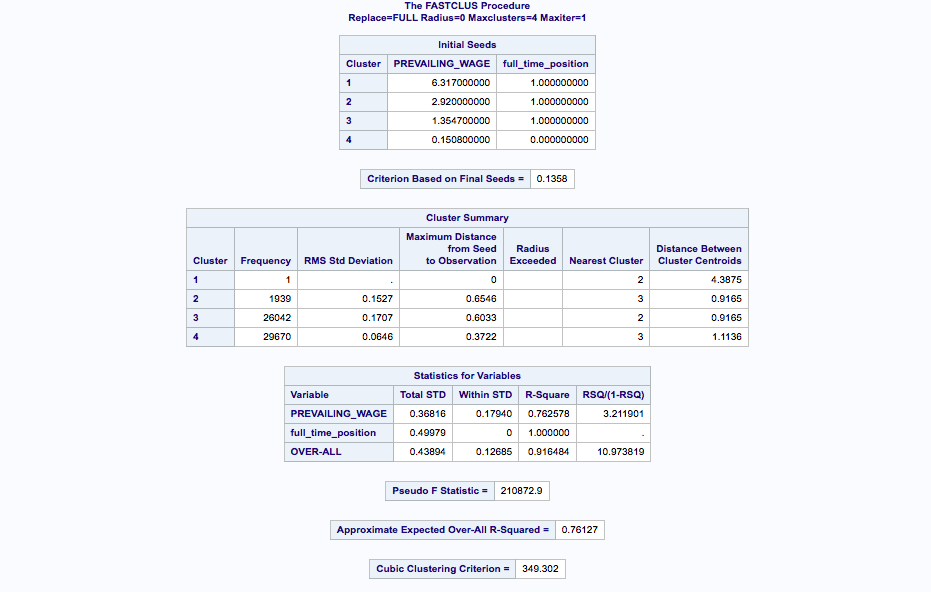 The FASTCLUS Procedure
Replace=FULL Radius=0 Maxclusters=4 Maxiter=1
Initial Seeds
Cluster PREVAILING_WAGE full_time_position
1 6.317000000 1.000000000
2 2.920000000 1.000000000
3 1.354700000 1.000000000
4 0.150800000 0.000000000
Criterion Based on Final Seeds = 0.1358
Cluster Summary
Cluster Frequency RMS Std Deviation Maximum Distance from Seed to Observation Radius Exceeded Nearest Cluster Distance Between Cluster Centroids
1 1 . 0 2 4.3875
2 1939 0.1527 0.6546 3 0.9165
3 26042 0.1707 0.6033 2 0.9165
4 29670 0.0646 0.3722 3 1.1136
Statistics for Variables
Variable Total STD Within STD R-Square RSQ/(1-RSQ)
PREVAILING_WAGE 0.36816 0.17940 0.762578 3.211901
full_time_position 0.49979 0 1.000000 .
OVER-ALL 0.43894 0.12685 0.916484 10.973819
Pseudo F Statistic = 210872.9
Approximate Expected Over-All R-Squared = 0.76127
Cubic Clustering Criterion = 349.302